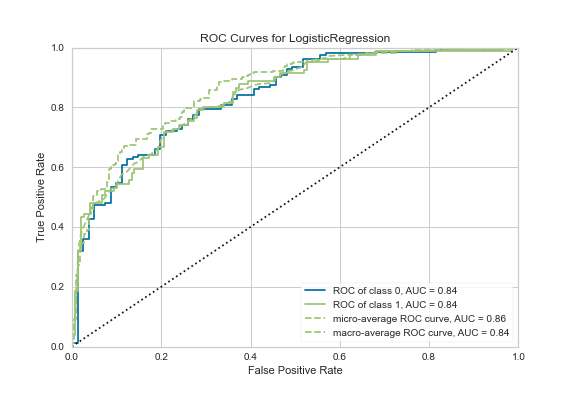 ROC Curves for LogisticRegression
1.0
0.8
0.6
0.4
0.2
0.0
True Positive Rate
ROC of class 0, AUC = 0.84
ROC of class 1, AUC = 0.84
micro-average ROC curve, AUC = 0.86
macro-average ROC curve, AUC = 0.84
0.0 0.2 0.4 0.6 0.8 1.0
False Positive Rate